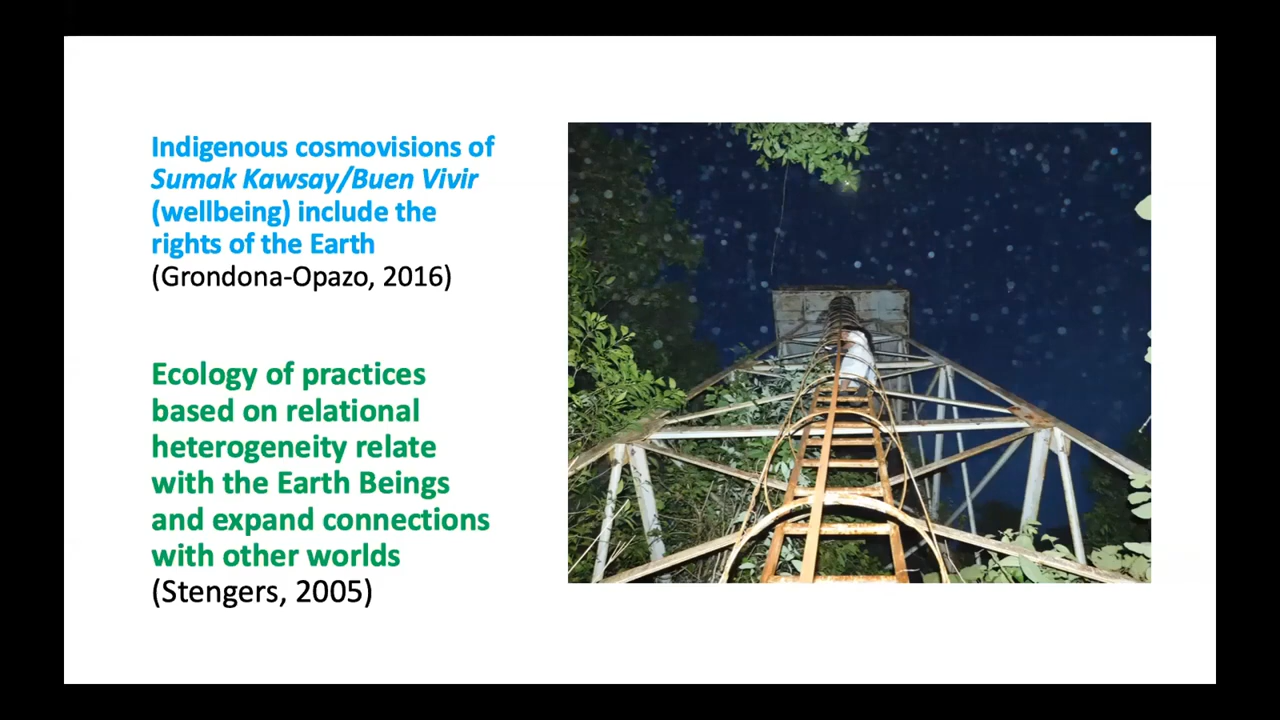 Indigenous cosmovisions of
Sumak Kawsay/Buen Vivir
(wellbeing) include the
rights of the Earth
(Grondona-Opazo, 2016)
Ecology of practices
based on relational
heterogeneity relate
with the Earth Beings
and expand connections
with other worlds
(Stengers, 2005)